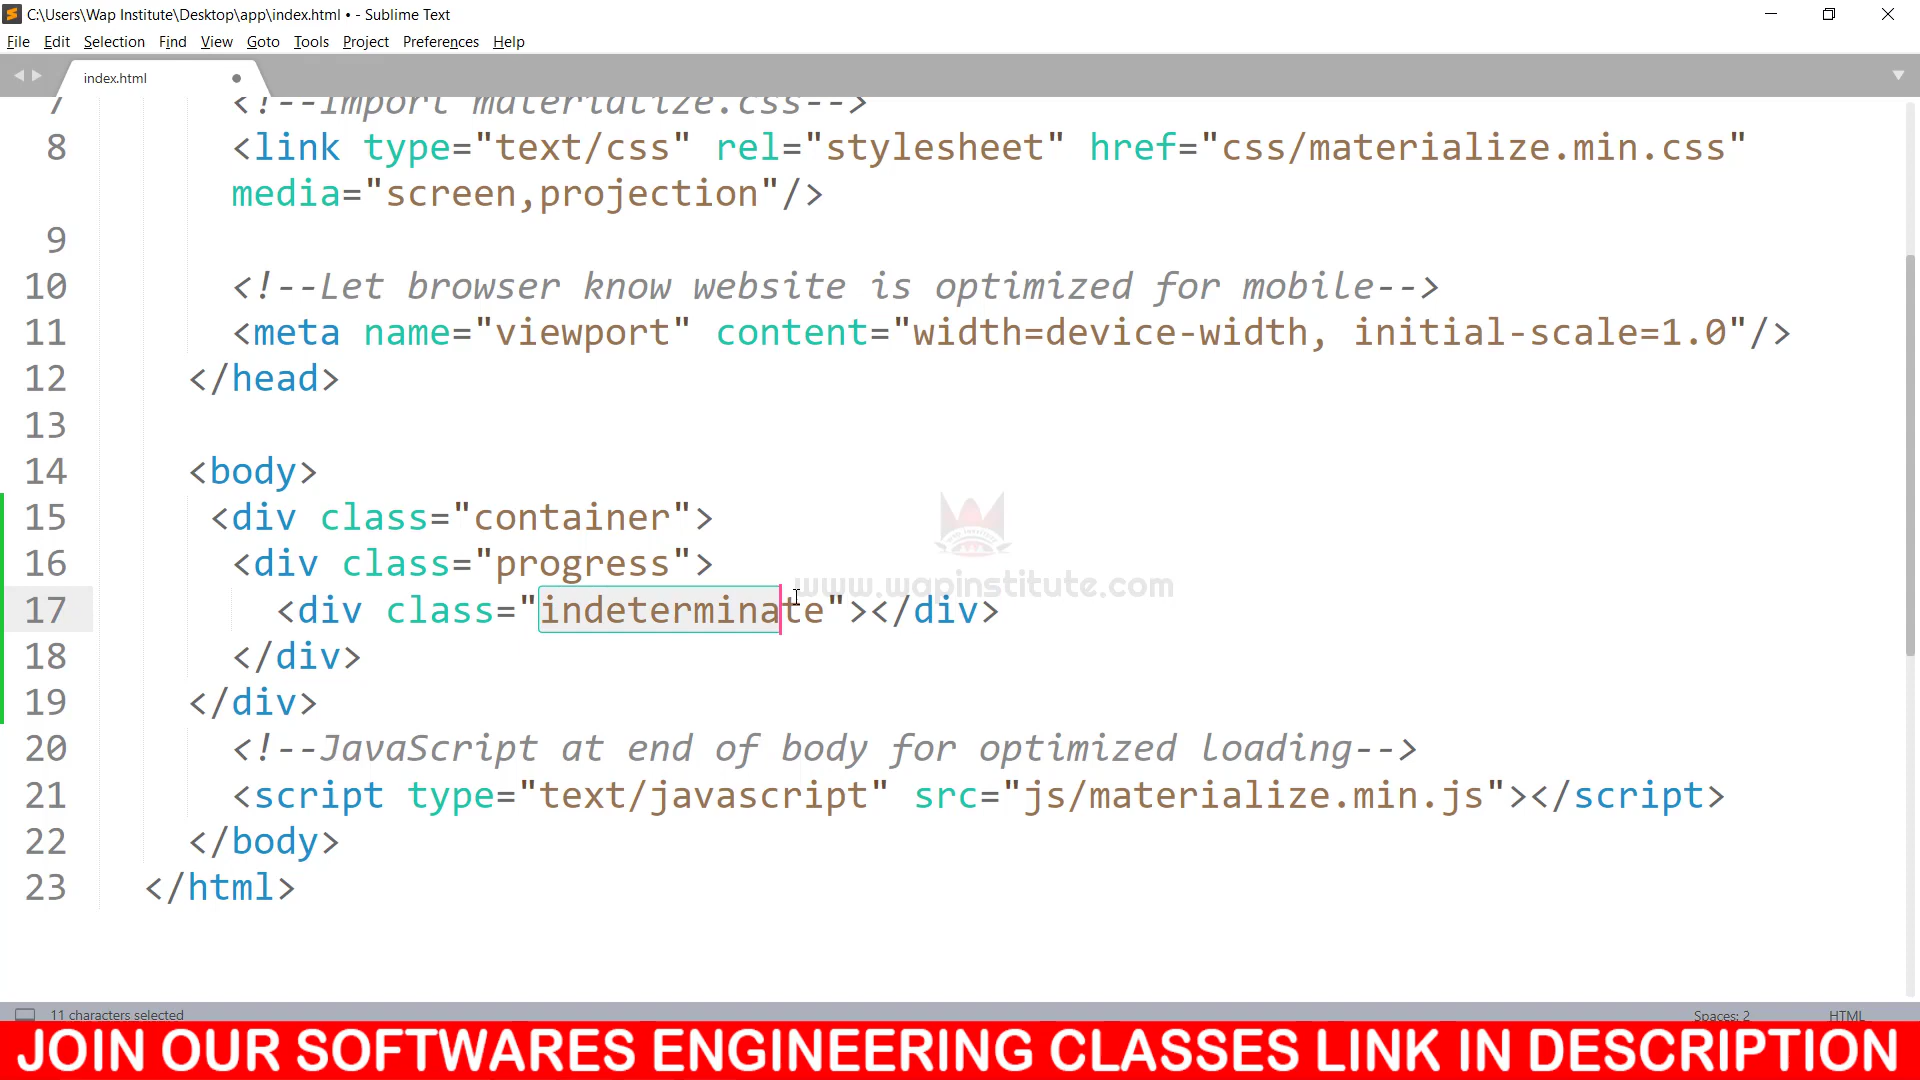 C:\Users\Wap Institute\Desktop\app\index.html • - Sublime Text
File Edit Selection Find View Goto Tools Project Preferences Help
index.html
7 <!--Import materialize.css-->
8 <link type="text/css" rel="stylesheet" href="css/materialize.min.css"
media="screen,projection"/>
9
10 <!--Let browser know website is optimized for mobile-->
11 <meta name="viewport" content="width=device-width, initial-scale=1.0"/>
12 </head>
13
14 <body>
15 <div class="container">
16 <div class="progress">
www.wapinstitute.com
17 <div class="indeterminate"></div>
18 </div>
19 </div>
20 <!--JavaScript at end of body for optimized loading-->
21 <script type="text/javascript" src="js/materialize.min.js"></script>
22 </body>
23 </html>
11 characters selected Spaces: 2 HTML
JOIN OUR SOFTWARES ENGINEERING CLASSES LINK IN DESCRIPTION